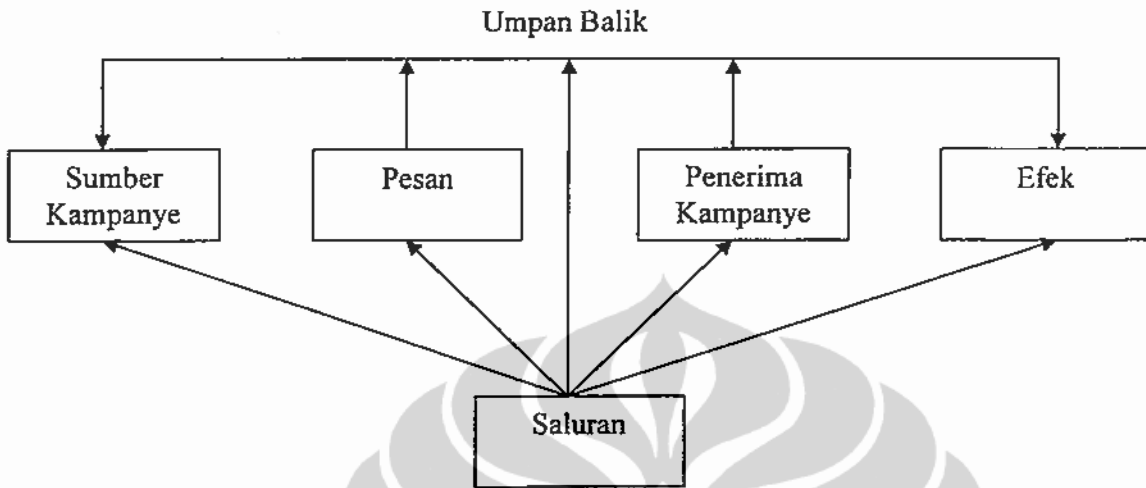 Umpan Balik
Sumber
Kampanye
Pesan
Penerima
Kampanye
Efek
Saluran